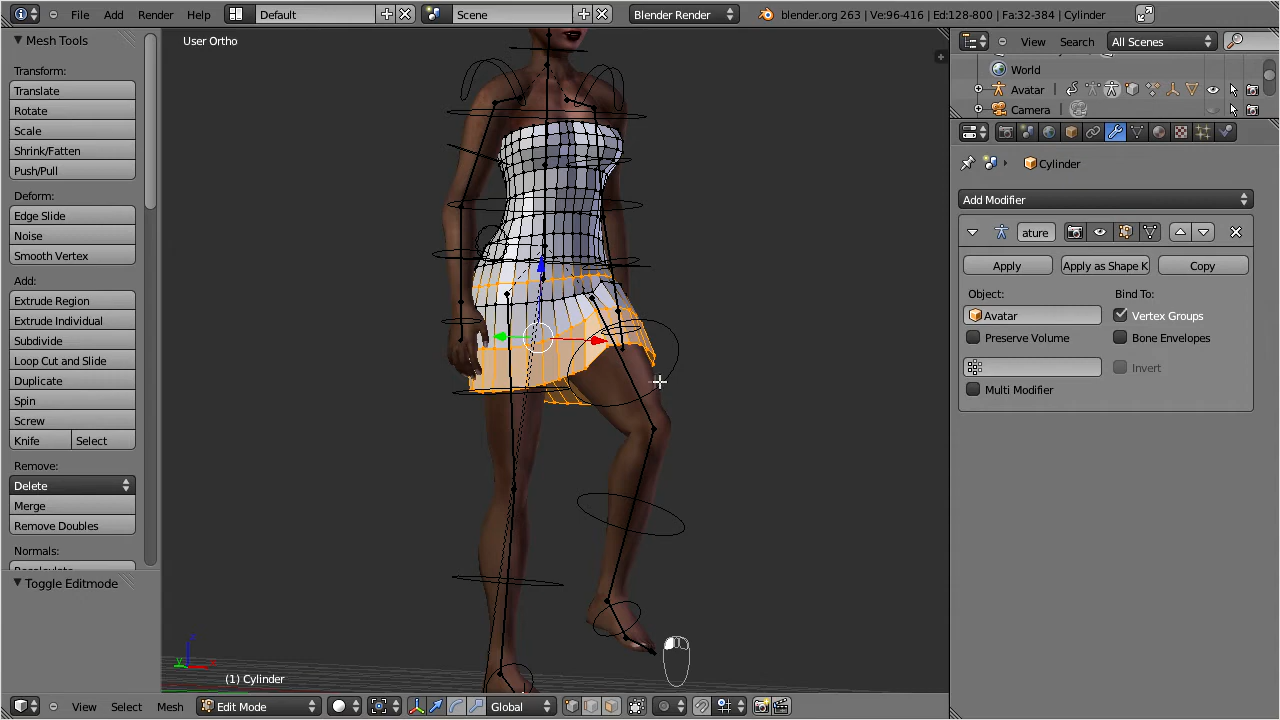 File Add Render Help Default Scene Blender Render blender.org 263 | Ve:96-416 | Ed:128-800 | Fa:32-384 | Cylinder
Mesh Tools
Transform:
Translate
Rotate
Scale
Shrink/Fatten
Push/Pull
Deform:
Edge Slide
Noise
Smooth Vertex
Add:
Extrude Region
Extrude Individual
Subdivide
Loop Cut and Slide
Duplicate
Spin
Screw
Knife Select
Remove:
Delete
Merge
Remove Doubles
Normals:
Toggle Editmode
User Ortho
(1) Cylinder
View Select Mesh Edit Mode Global
View Search All Scenes
World
Avatar
Camera
Cylinder
Add Modifier
ature
Apply Apply as Shape K Copy
Object: Bind To:
Avatar Vertex Groups
Preserve Volume Bone Envelopes
Invert
Multi Modifier